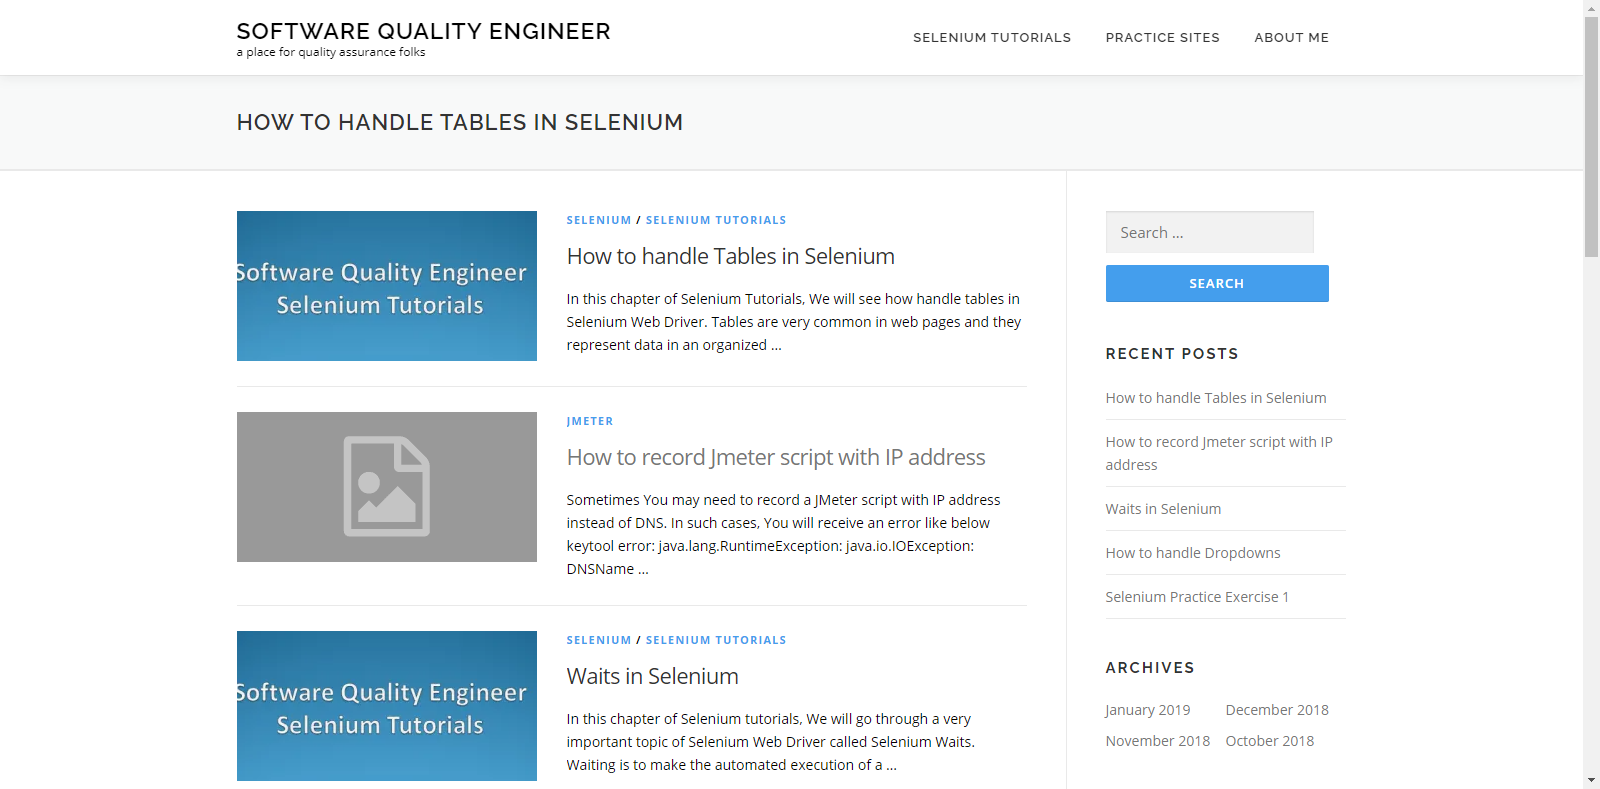 SOFTWARE QUALITY ENGINEER
a place for quality assurance folks
SELENIUM TUTORIALS
PRACTICE SITES
ABOUT ME
HOW TO HANDLE TABLES IN SELENIUM
Software Quality Engineer
Selenium Tutorials
SELENIUM / SELENIUM TUTORIALS
How to handle Tables in Selenium
In this chapter of Selenium Tutorials, We will see how handle tables in
Selenium Web Driver. Tables are very common in web pages and they
represent data in an organized ...
JMETER
How to record Jmeter script with IP address
Sometimes You may need to record a JMeter script with IP address
instead of DNS. In such cases, You will receive an error like below
keytool error: java.lang.RuntimeException: java.io.IOException:
DNSName ...
Software Quality Engineer
Selenium Tutorials
SELENIUM / SELENIUM TUTORIALS
Waits in Selenium
In this chapter of Selenium tutorials, We will go through a very
important topic of Selenium Web Driver called Selenium Waits.
Waiting is to make the automated execution of a ...
Search ...
SEARCH
RECENT POSTS
How to handle Tables in Selenium
How to record Jmeter script with IP
address
Waits in Selenium
How to handle Dropdowns
Selenium Practice Exercise 1
ARCHIVES
January 2019
December 2018
November 2018
October 2018